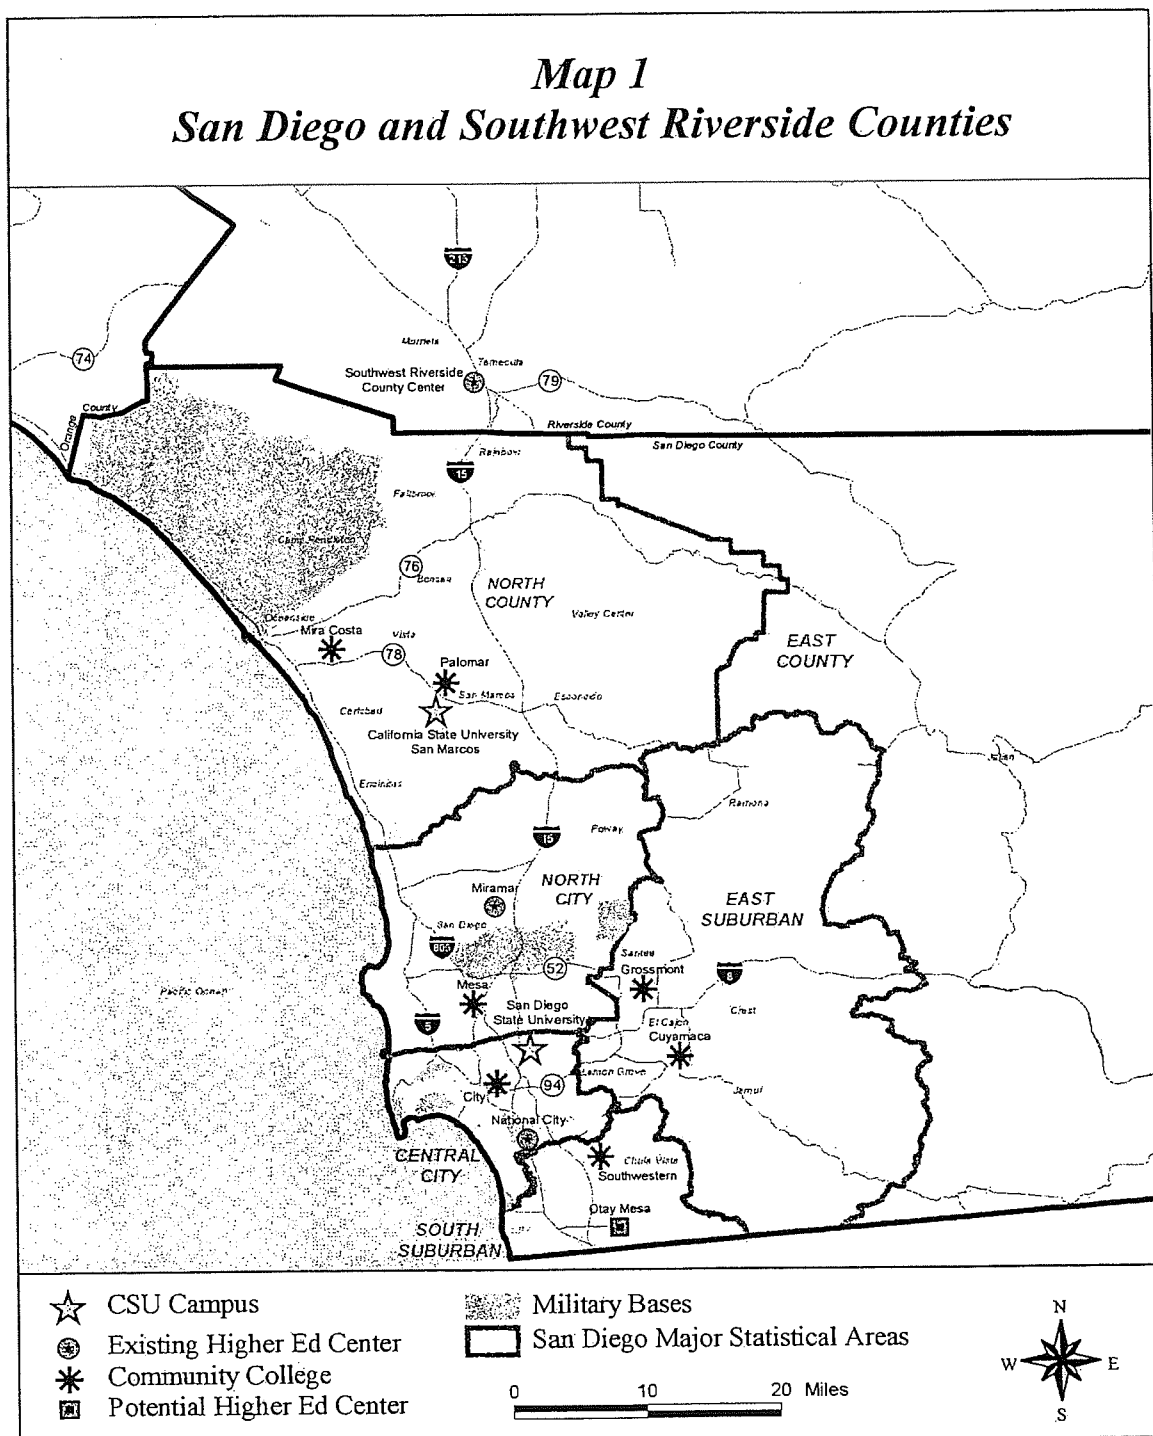 Map 1
San Diego and Southwest Riverside Counties
215
74
Murrieta
Temecula
Southwest Riverside
County Center
79
Orange
County
Riverside County
San Diego County
Rainbow
15
Fallbrook
Camp Pendleton
76
Bonsall
NORTH
COUNTY
Valley Center
Oceanside
Mira Costa
Vista
78
EAST
COUNTY
Palomar
San Marcos
Escondido
Carlsbad
California State University
San Marcos
Julian
Encinitas
Ramona
15
Poway
Miramar
NORTH
CITY
EAST
SUBURBAN
San Diego
805
52
Santee
Grossmont
8
Pacific Ocean
Mesa
San Diego
State University
Crest
5
El Cajon
Cuyamaca
Lemon Grove
94
City
Jamul
National City
CENTRAL
CITY
Chula Vista
Southwestern
Otay Mesa
SOUTH
SUBURBAN
CSU Campus
Existing Higher Ed Center
Community College
Potential Higher Ed Center
Military Bases
San Diego Major Statistical Areas
0 10 20 Miles
N
W E
S